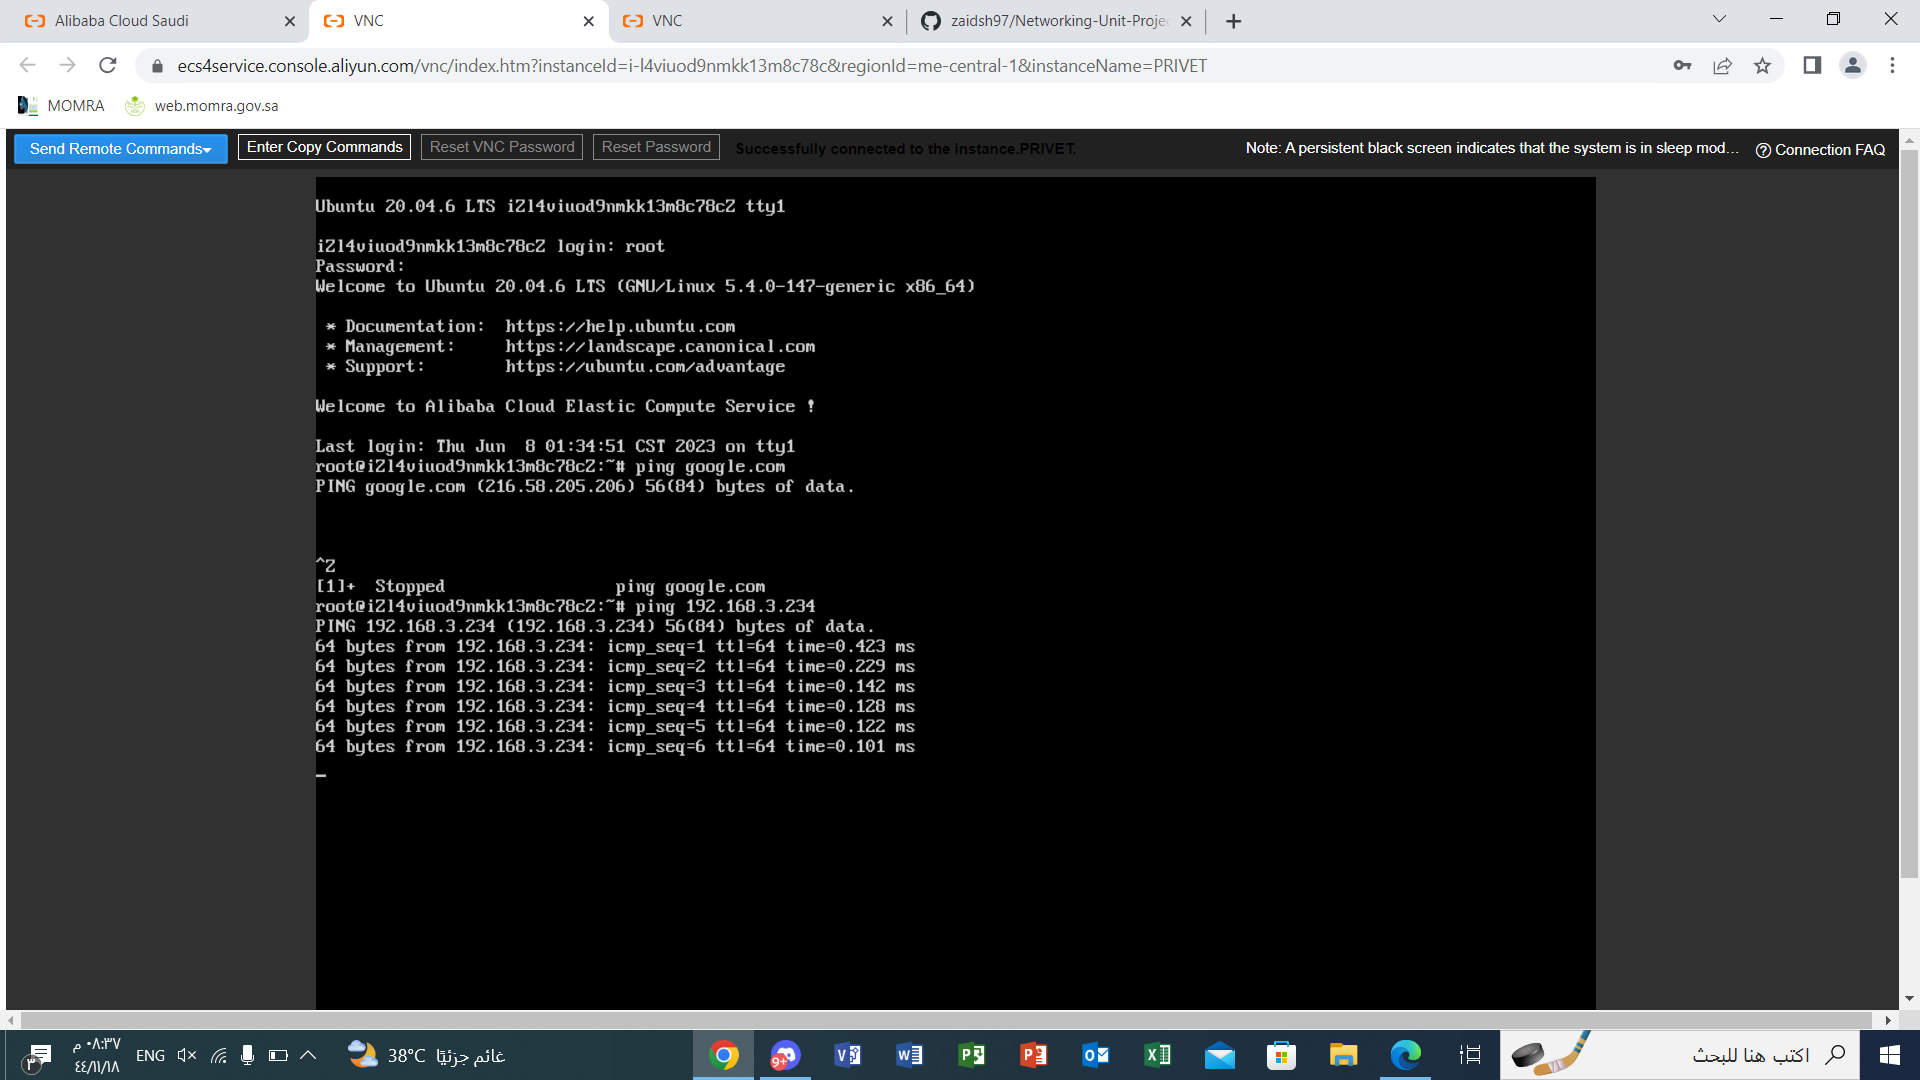 Alibaba Cloud Saudi
VNC
VNC
zaidsh97/Networking-Unit-Projec
ecs4service.console.aliyun.com/vnc/index.htm?instanceId=i-l4viuod9nmkk13m8c78c&regionId=me-central-1&instanceName=PRIVET
MOMRA
web.momra.gov.sa
Send Remote Commands
Enter Copy Commands
Reset VNC Password
Reset Password
Successfully connected to the instance.PRIVET.
Note: A persistent black screen indicates that the system is in sleep mod...
Connection FAQ
Ubuntu 20.04.6 LTS iZl4viuod9nmkk13m8c78cZ tty1
iZl4viuod9nmkk13m8c78cZ login: root
Password:
Welcome to Ubuntu 20.04.6 LTS (GNU/Linux 5.4.0-147-generic x86_64)
* Documentation:  https://help.ubuntu.com
* Management:     https://landscape.canonical.com
* Support:        https://ubuntu.com/advantage
Welcome to Alibaba Cloud Elastic Compute Service !
Last login: Thu Jun  8 01:34:51 CST 2023 on tty1
root@iZl4viuod9nmkk13m8c78cZ:~# ping google.com
PING google.com (216.58.205.206) 56(84) bytes of data.
^Z
[1]+  Stopped                 ping google.com
root@iZl4viuod9nmkk13m8c78cZ:~# ping 192.168.3.234
PING 192.168.3.234 (192.168.3.234) 56(84) bytes of data.
64 bytes from 192.168.3.234: icmp_seq=1 ttl=64 time=0.423 ms
64 bytes from 192.168.3.234: icmp_seq=2 ttl=64 time=0.229 ms
64 bytes from 192.168.3.234: icmp_seq=3 ttl=64 time=0.142 ms
64 bytes from 192.168.3.234: icmp_seq=4 ttl=64 time=0.128 ms
64 bytes from 192.168.3.234: icmp_seq=5 ttl=64 time=0.122 ms
64 bytes from 192.168.3.234: icmp_seq=6 ttl=64 time=0.101 ms
٣
٠٨:٣٧ م
٤٤/١١/١٨
ENG
38°C غائم جزئيًا
9+
اكتب هنا للبحث